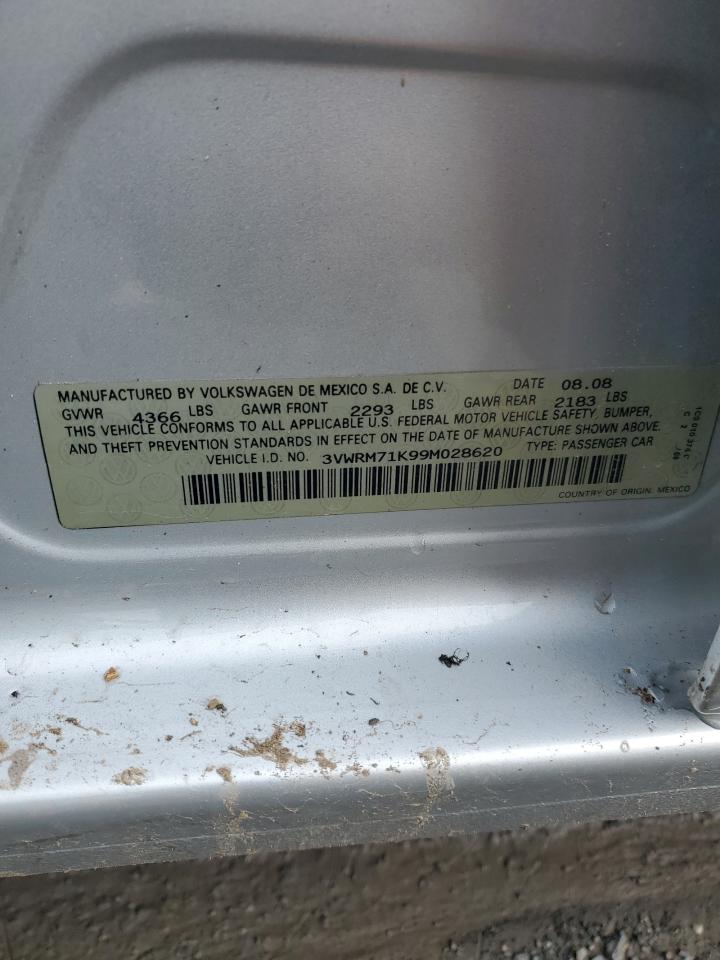 MANUFACTURED BY VOLKSWAGEN DE MEXICO S.A. DE C.V. DATE 08.08
GVWR 4366 LBS GAWR FRONT 2293 LBS GAWR REAR 2183 LBS
THIS VEHICLE CONFORMS TO ALL APPLICABLE U.S. FEDERAL MOTOR VEHICLE SAFETY, BUMPER,
AND THEFT PREVENTION STANDARDS IN EFFECT ON THE DATE OF MANUFACTURE SHOWN ABOVE.
VEHICLE I.D. NO. 3VWRM71K99M028620 TYPE: PASSENGER CAR
COUNTRY OF ORIGIN: MEXICO